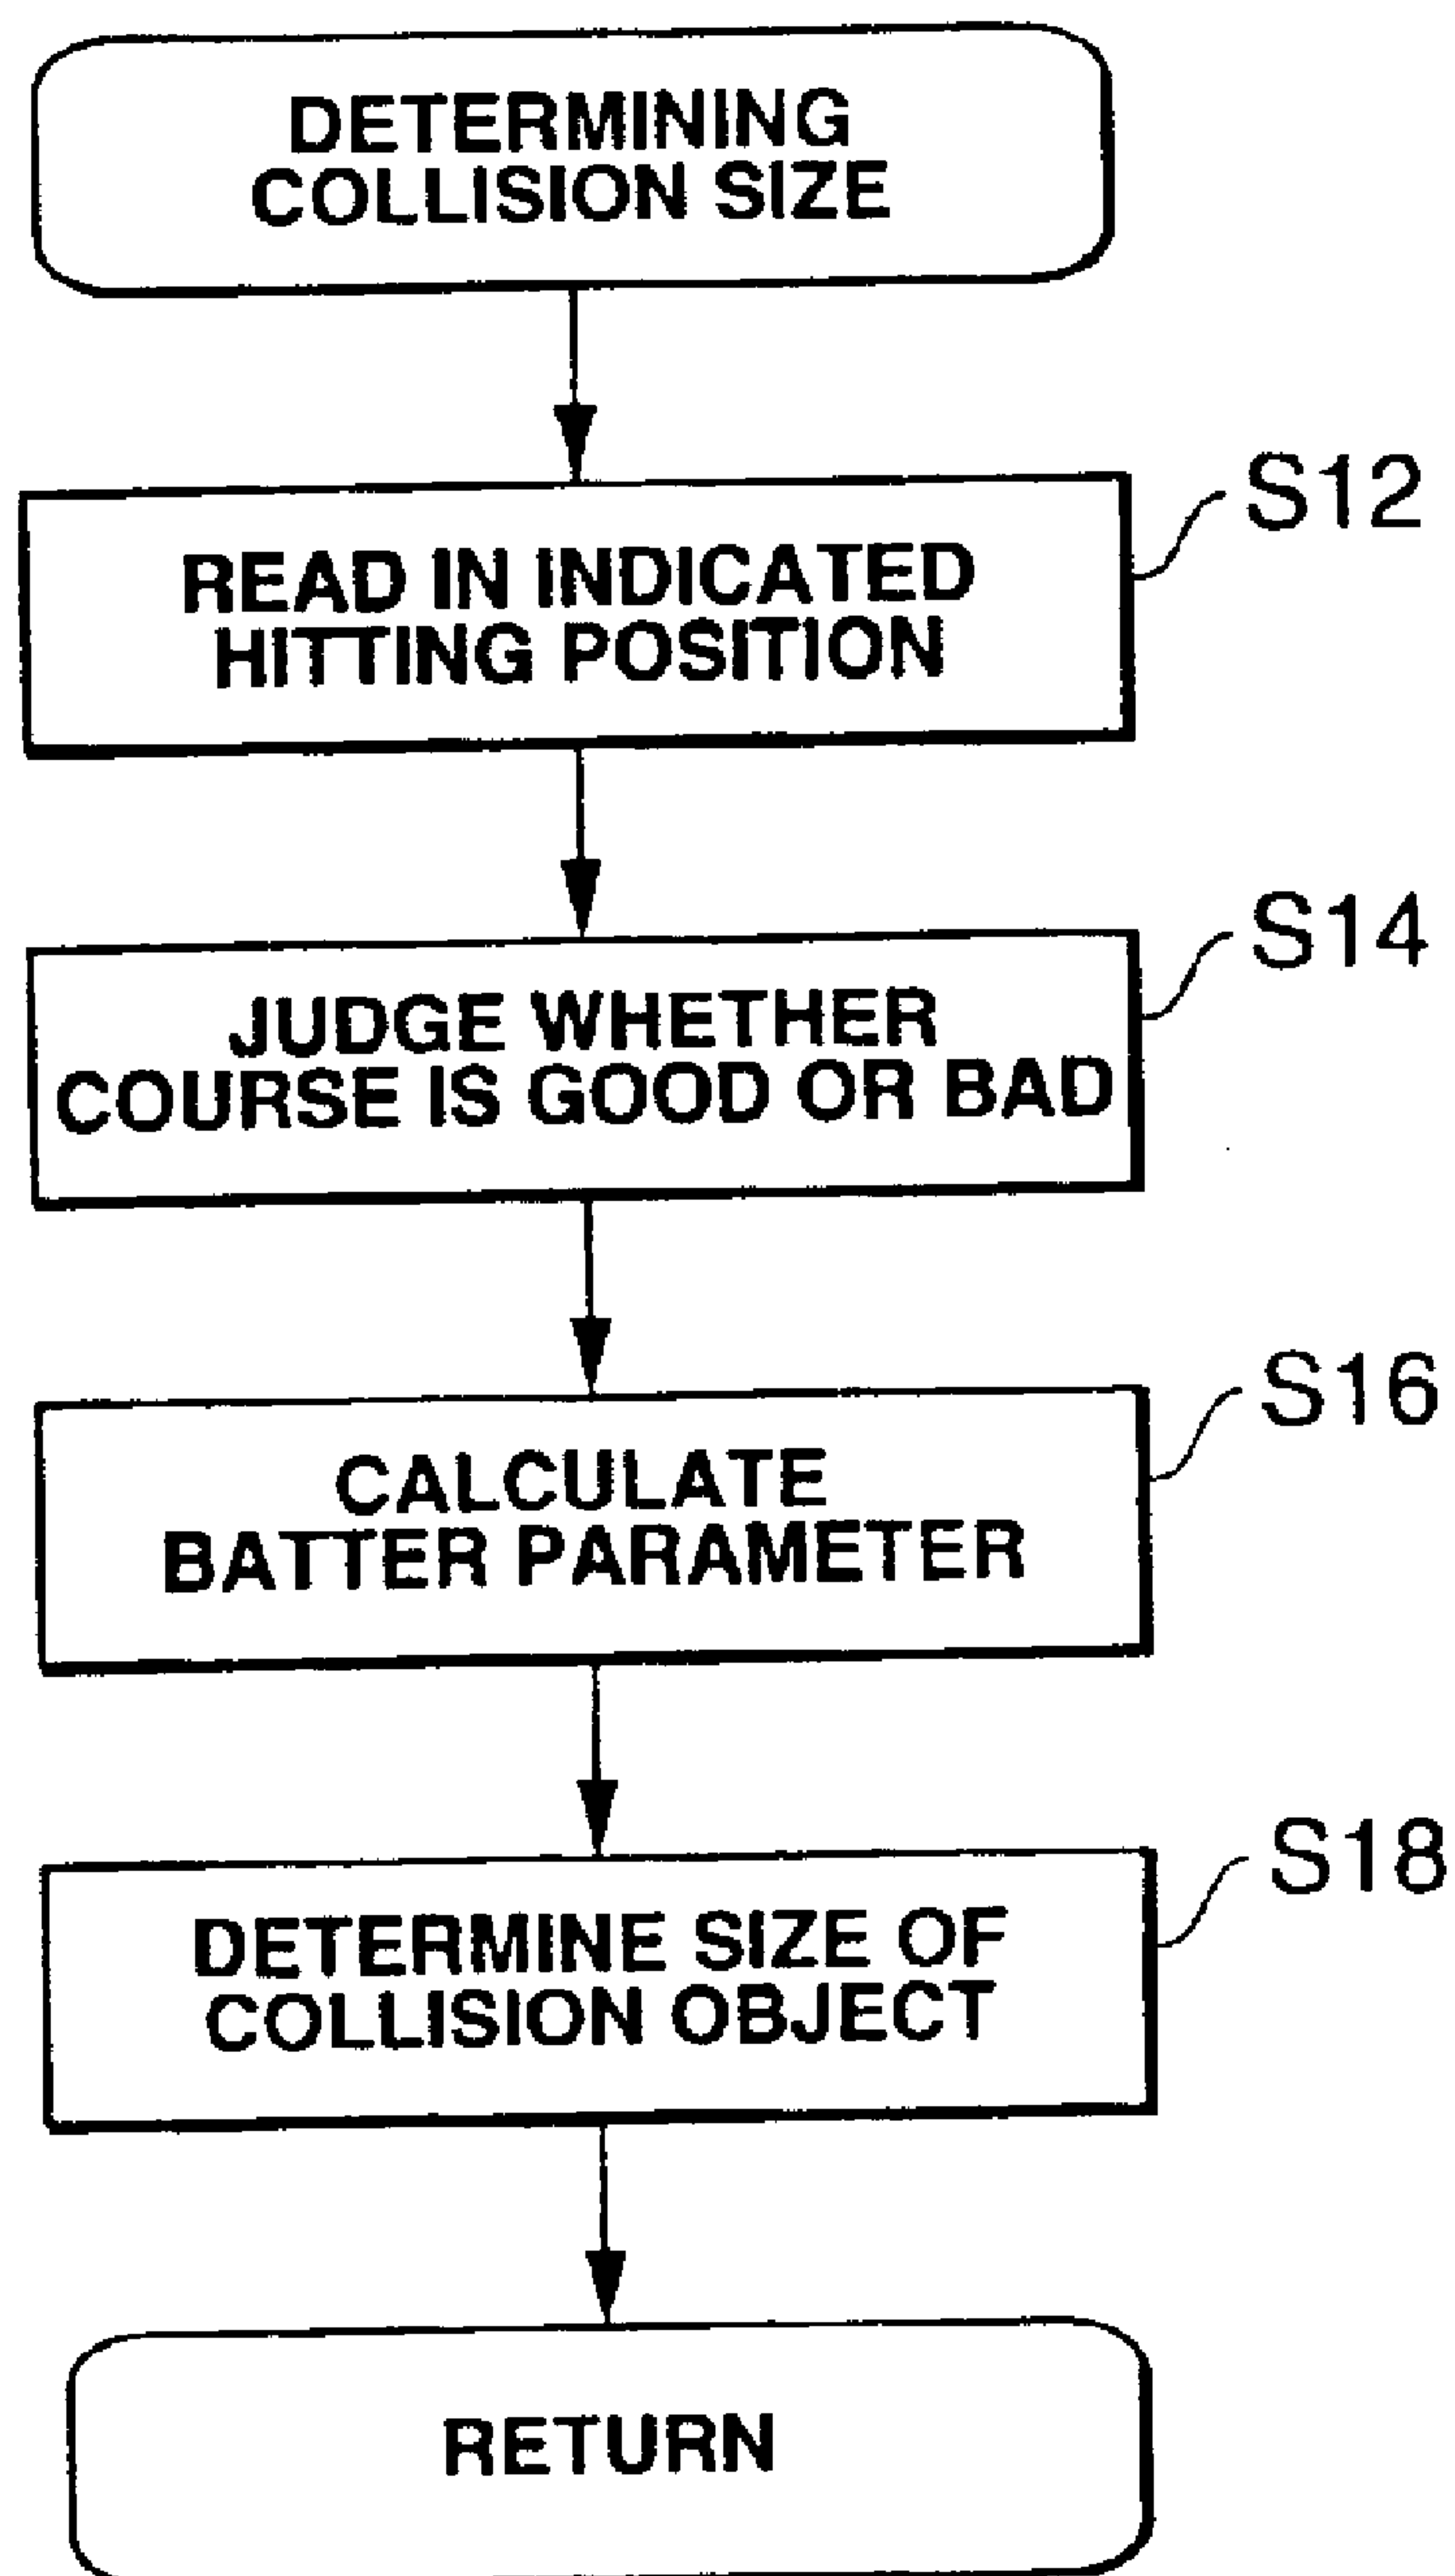 DETERMINING
COLLISION SIZE
S12
READ IN INDICATED
HITTING POSITION
S14
JUDGE WHETHER
COURSE IS GOOD OR BAD
S16
CALCULATE
BATTER PARAMETER
S18
DETERMINE SIZE OF
COLLISION OBJECT
RETURN